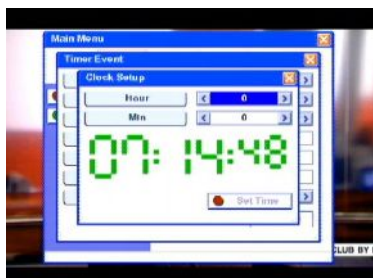 Main Menu
Timer Event
Clock Setup
Hour
0
Min
0
07:14:48
Set Time
CLUB BY